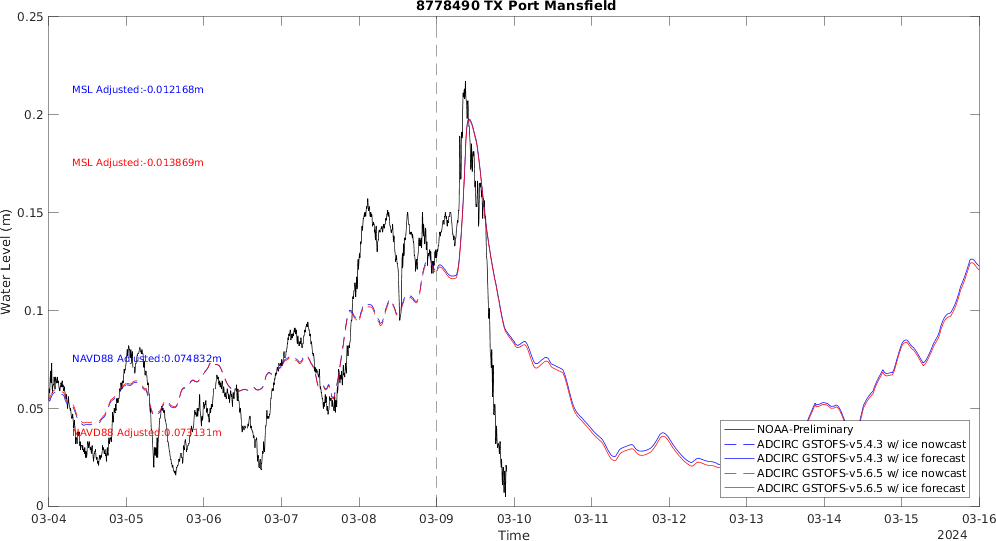 8778490 TX Port Mansfield
Water Level (m)
0.25
0.2
0.15
0.1
0.05
0
MSL Adjusted:-0.012168m
MSL Adjusted:-0.013869m
NAVD88 Adjusted:0.074832m
NAVD88 Adjusted:0.073131m
NOAA-Preliminary
ADCIRC GSTOFS-v5.4.3 w/ ice nowcast
ADCIRC GSTOFS-v5.4.3 w/ ice forecast
ADCIRC GSTOFS-v5.6.5 w/ ice nowcast
ADCIRC GSTOFS-v5.6.5 w/ ice forecast
03-04 03-05 03-06 03-07 03-08 03-09 03-10 03-11 03-12 03-13 03-14 03-15 03-16
Time
2024